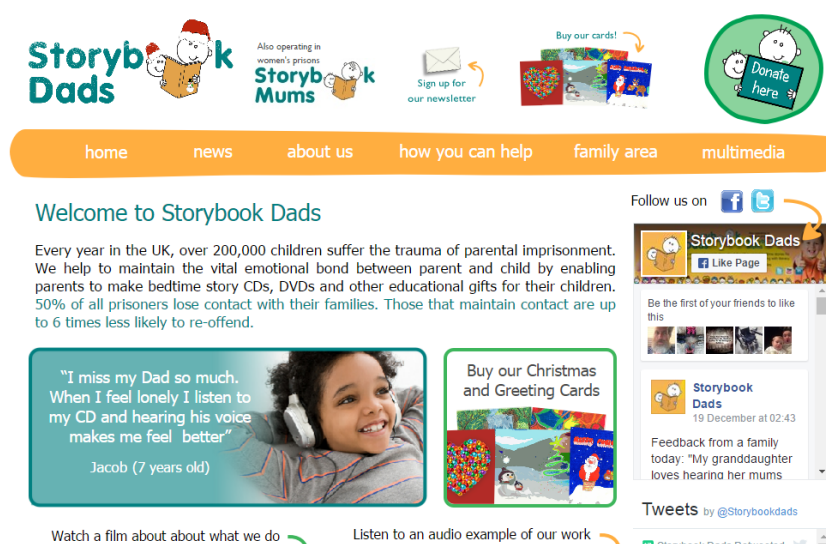 Storybook
Dads
Also operating in
women's prisons
Storybook
Mums
Sign up for
our newsletter
Buy our cards!
Donate
here
home
news
about us
how you can help
family area
multimedia
Welcome to Storybook Dads
Every year in the UK, over 200,000 children suffer the trauma of parental imprisonment.
We help to maintain the vital emotional bond between parent and child by enabling
parents to make bedtime story CDs, DVDs and other educational gifts for their children.
50% of all prisoners lose contact with their families. Those that maintain contact are up
to 6 times less likely to re-offend.
“I miss my Dad so much.
When I feel lonely I listen to
my CD and hearing his voice
makes me feel better”
Jacob (7 years old)
Buy our Christmas
and Greeting Cards
Watch a film about about what we do
Listen to an audio example of our work
Follow us on
Storybook Dads
Like Page
Be the first of your friends to like
this
Storybook
Dads
19 December at 02:43
Feedback from a family
today: "My granddaughter
loves hearing her mums
Tweets by @Storybookdads
Storybook Dads Retweeted